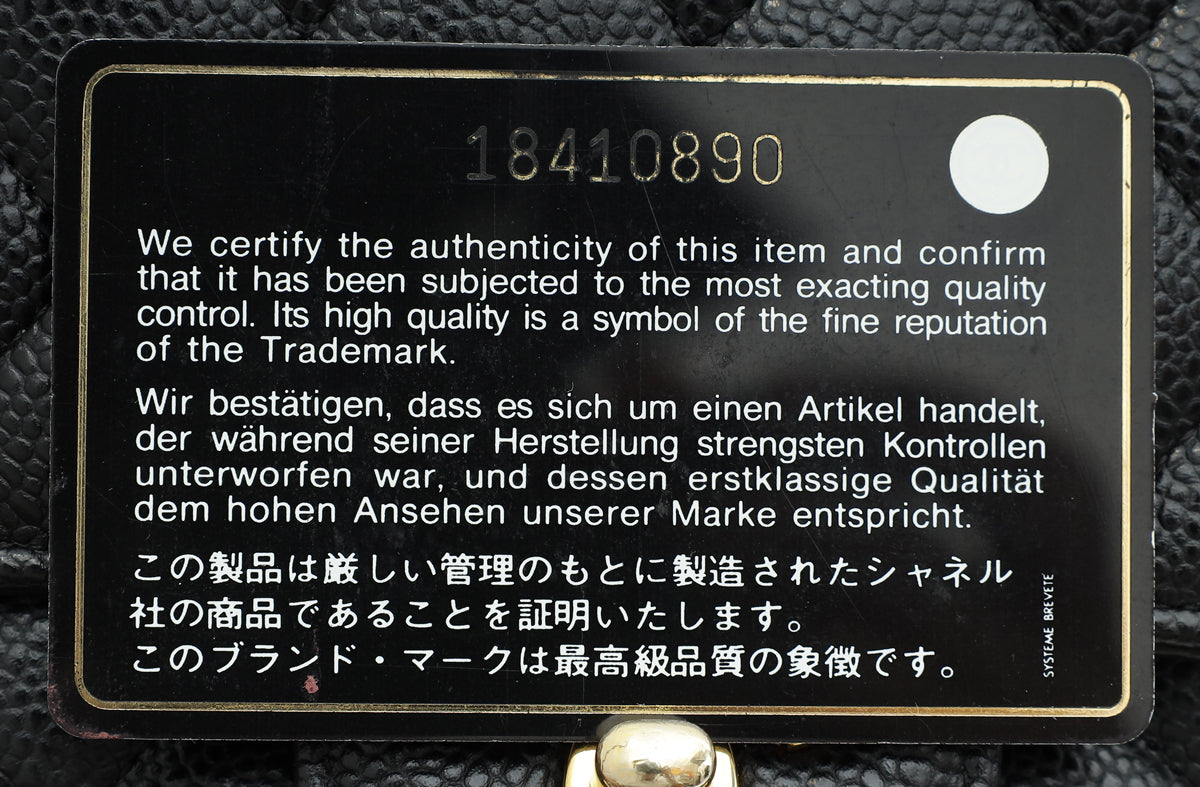 18410890
We certify the authenticity of this item and confirm
that it has been subjected to the most exacting quality
control. Its high quality is a symbol of the fine reputation
of the Trademark.
Wir bestätigen, dass es sich um einen Artikel handelt,
der während seiner Herstellung strengsten Kontrollen
unterworfen war, und dessen erstklassige Qualität
dem hohen Ansehen unserer Marke entspricht.
この製品は厳しい管理のもとに製造されたシャネル
社の商品であることを証明いたします。
このブランド・マークは最高級品質の象徴です。
SYSTEME BREVETE